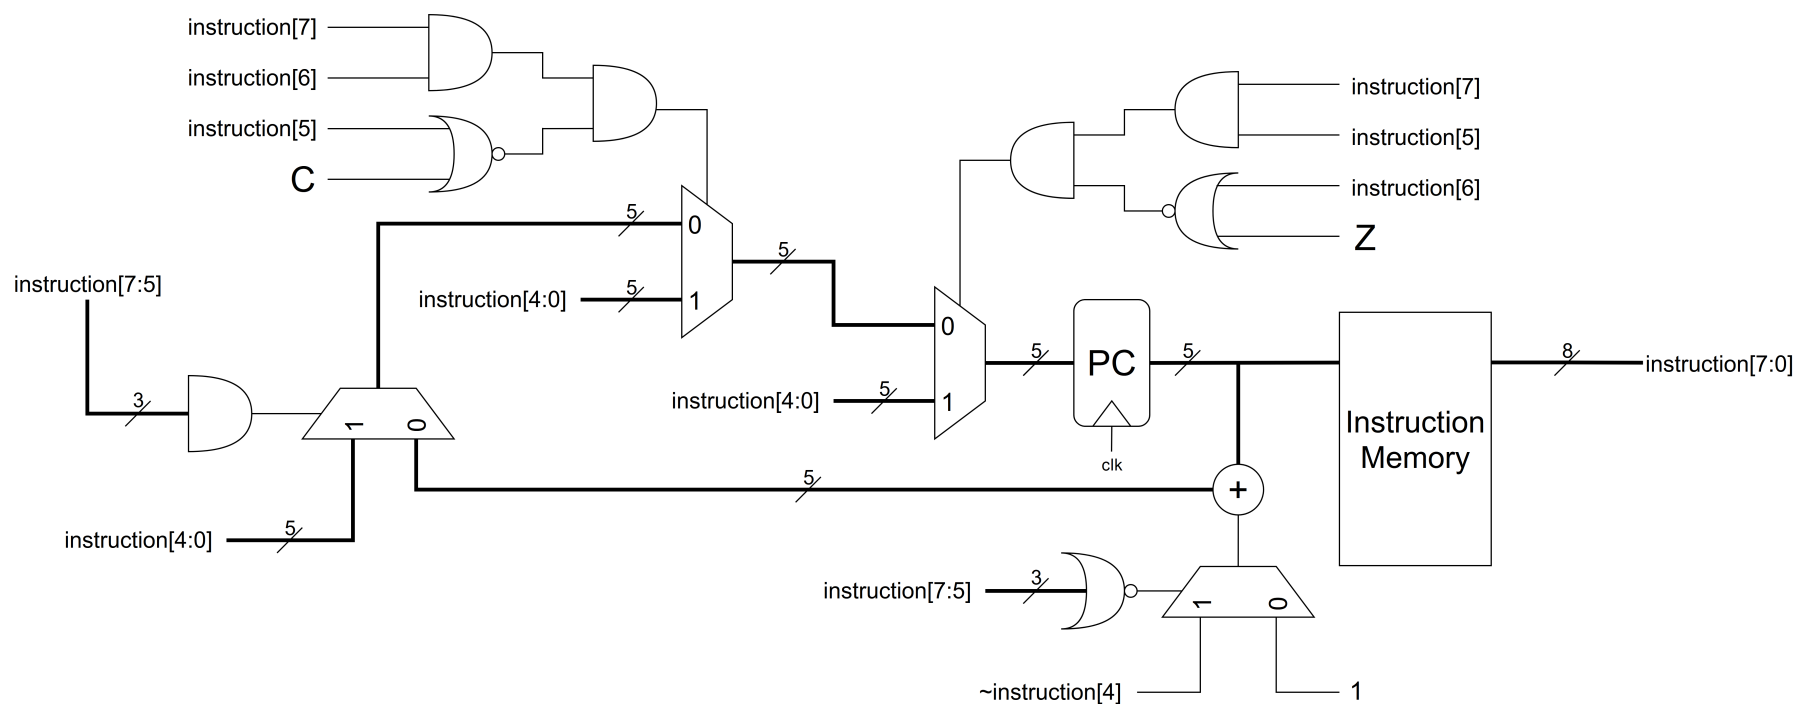 instruction[7]
instruction[6]
instruction[5]
C
instruction[7]
instruction[5]
instruction[6]
Z
5
0
5
instruction[4:0]
5
1
instruction[7:5]
3
1
0
instruction[4:0]
5
0
instruction[4:0]
5
1
5
PC
clk
5
Instruction
Memory
8
instruction[7:0]
5
+
instruction[7:5]
3
1
0
~instruction[4]
1